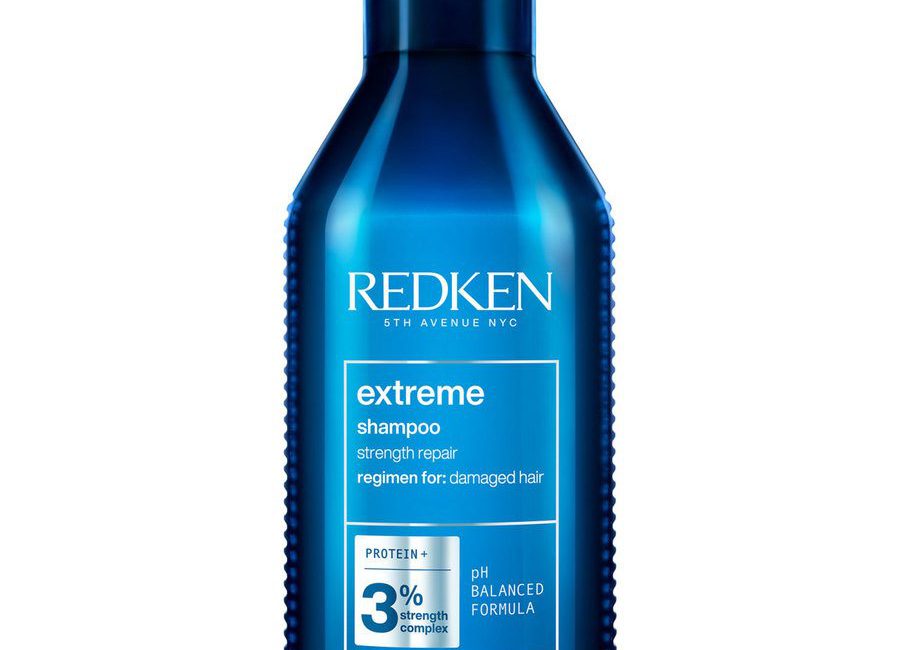 REDKEN
5TH AVENUE NYC
extreme
shampoo
strength repair
regimen for: damaged hair
PROTEIN +
3%
strength
complex
pH
BALANCED
FORMULA